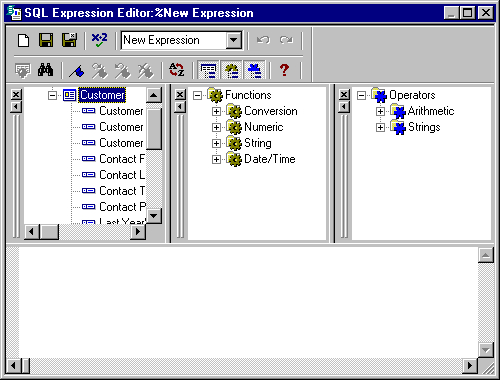 SQL Expression Editor:%New Expression
x+2 New Expression
A Z ?
Customer
Customer
Customer
Customer
Contact F
Contact L
Contact T
Contact P
Last Year
Functions
Conversion
Numeric
String
Date/Time
Operators
Arithmetic
Strings